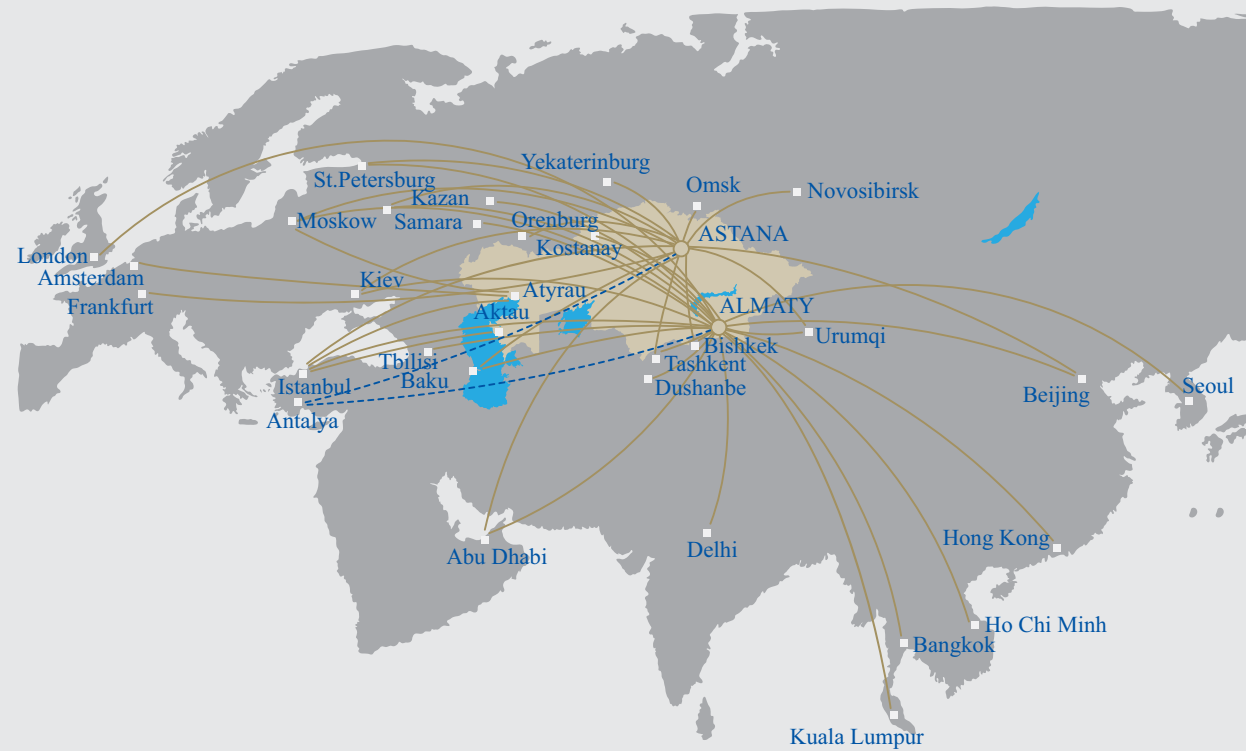 Yekaterinburg
St.Petersburg
Omsk
Novosibirsk
Kazan
Moskow
Samara
Orenburg
ASTANA
Kostanay
London
Amsterdam
Kiev
Frankfurt
Atyrau
ALMATY
Aktau
Urumqi
Bishkek
Tbilisi
Tashkent
Baku
Istanbul
Dushanbe
Seoul
Beijing
Antalya
Hong Kong
Delhi
Abu Dhabi
Ho Chi Minh
Bangkok
Kuala Lumpur